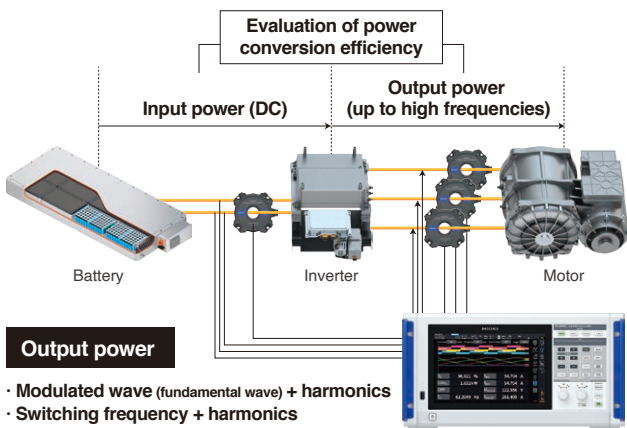 Evaluation of power
conversion efficiency
Input power (DC)
Output power
(up to high frequencies)
Battery
Inverter
Motor
HIOKI
Output power
· Modulated wave (fundamental wave) + harmonics
· Switching frequency + harmonics